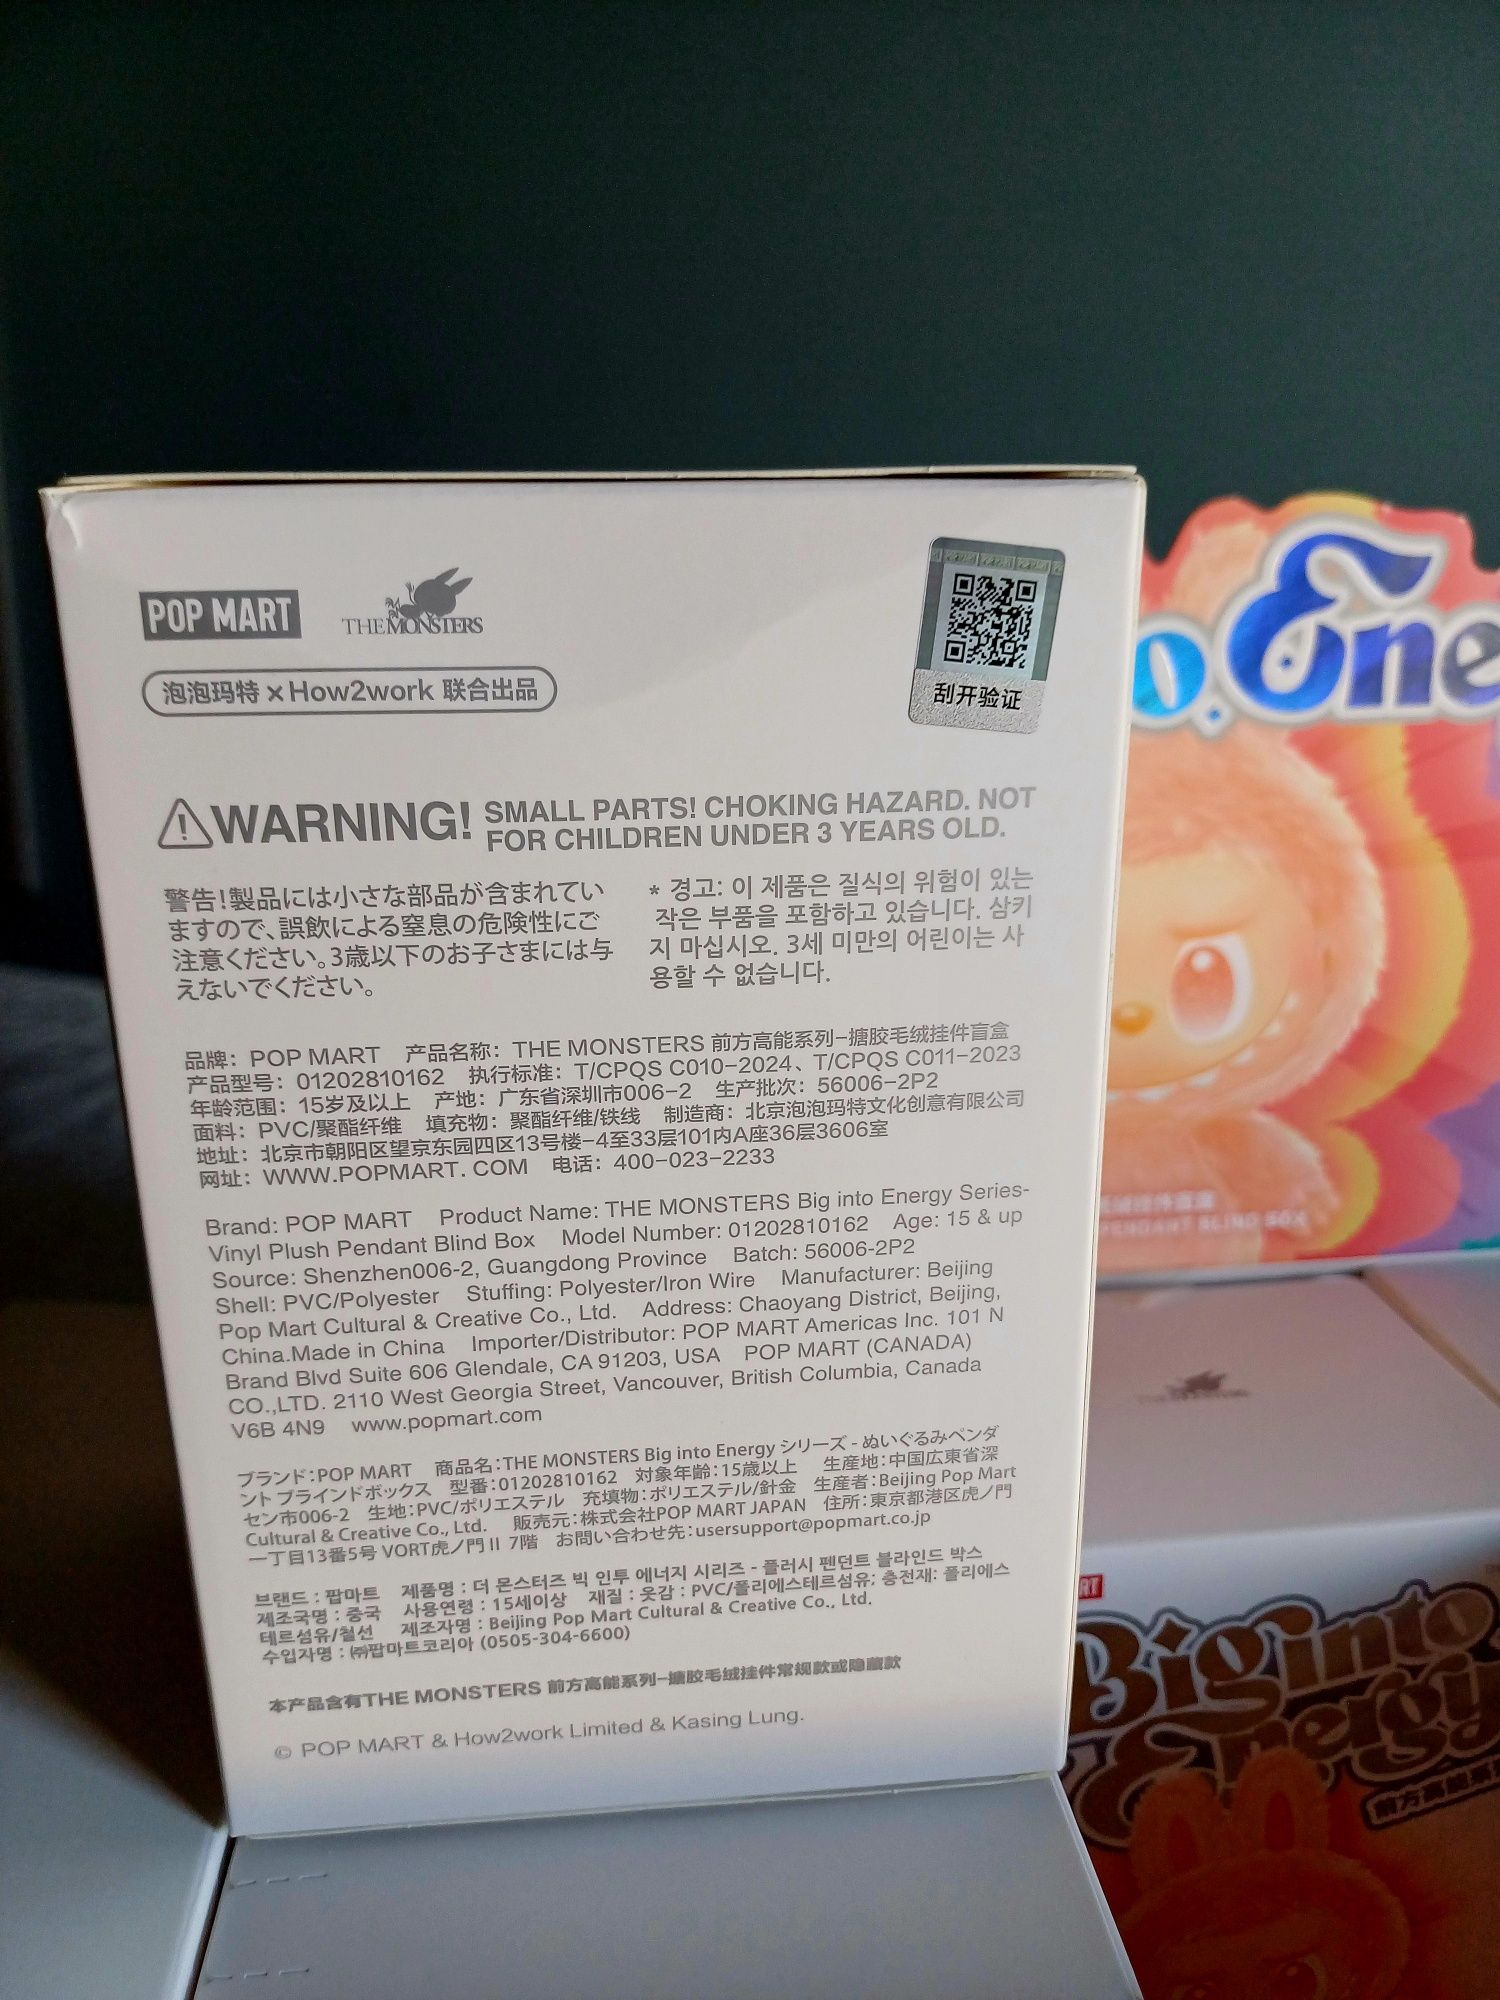 POP MART
THE MONSTERS
泡泡玛特 × How2work 联合出品
刮开验证
WARNING! SMALL PARTS! CHOKING HAZARD. NOT
FOR CHILDREN UNDER 3 YEARS OLD.
警告!製品には小さな部品が含まれてい
ますので、誤飲による窒息の危険性にご
注意ください。3歳以下のお子さまには与
えないでください。
* 경고: 이 제품은 질식의 위험이 있는
작은 부품을 포함하고 있습니다. 삼키
지 마십시오. 3세 미만의 어린이는 사
용할 수 없습니다.
品牌：POP MART 产品名称：THE MONSTERS 前方高能系列-搪胶毛绒挂件盲盒
产品型号：01202810162 执行标准：T/CPQS C010-2024、T/CPQS C011-2023
年龄范围：15岁及以上 产地：广东省深圳市006-2 生产批次：56006-2P2
面料：PVC/聚酯纤维 填充物：聚酯纤维/铁线 制造商：北京泡泡玛特文化创意有限公司
地址：北京市朝阳区望京东园四区13号楼-4至33层101内A座36层3606室
网址：WWW.POPMART. COM 电话：400-023-2233
Brand: POP MART Product Name: THE MONSTERS Big into Energy Series-
Vinyl Plush Pendant Blind Box Model Number: 01202810162 Age: 15 & up
Source: Shenzhen006-2, Guangdong Province Batch: 56006-2P2
Shell: PVC/Polyester Stuffing: Polyester/Iron Wire Manufacturer: Beijing
Pop Mart Cultural & Creative Co., Ltd. Address: Chaoyang District, Beijing,
China.Made in China Importer/Distributor: POP MART Americas Inc. 101 N
Brand Blvd Suite 606 Glendale, CA 91203, USA POP MART (CANADA)
CO.,LTD. 2110 West Georgia Street, Vancouver, British Columbia, Canada
V6B 4N9 www.popmart.com
ブランド:POP MART 商品名:THE MONSTERS Big into Energy シリーズ - ぬいぐるみペンダ
ント ブラインドボックス 型番:01202810162 対象年齢:15歳以上 生産地:中国広東省深
セン市006-2 生地:PVC/ポリエステル 充填物:ポリエステル/針金 生産者:Beijing Pop Mart
Cultural & Creative Co., Ltd. 販売元:株式会社POP MART JAPAN 住所:東京都港区虎ノ門
一丁目13番5号 VORT虎ノ門 II 7階 お問い合わせ先:usersupport@popmart.co.jp
브랜드 : 팝마트 제품명 : 더 몬스터즈 빅 인투 에너지 시리즈 - 플러시 펜던트 블라인드 박스
제조국명 : 중국 사용연령 : 15세이상 재질 : 옷감 : PVC/폴리에스테르섬유; 충전재: 폴리에스
테르섬유/철선 제조자명 : Beijing Pop Mart Cultural & Creative Co., Ltd.
수입자명 : ㈜팝마트코리아 (0505-304-6600)
本产品含有THE MONSTERS 前方高能系列-搪胶毛绒挂件常规款或隐藏款
© POP MART & How2work Limited & Kasing Lung.
o Ene
PENDANT BLIND BOX
Big into
Energy
前方高能系